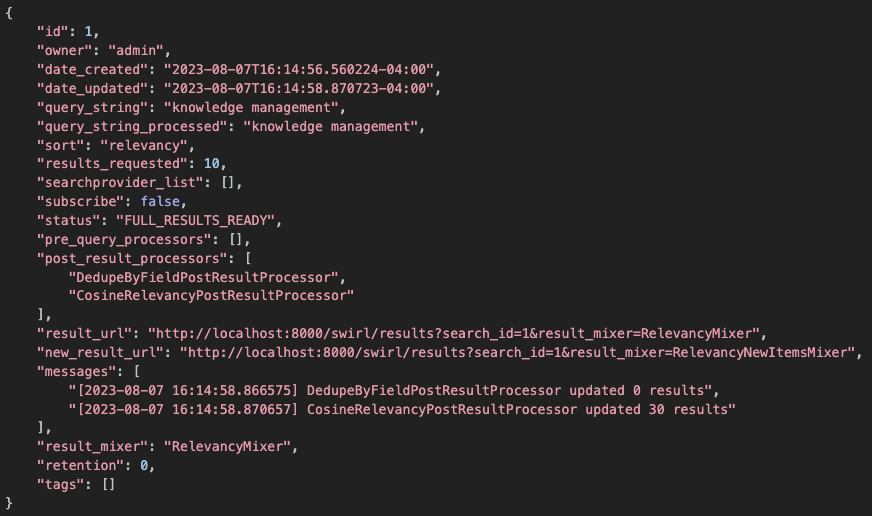 {
    "id": 1,
    "owner": "admin",
    "date_created": "2023-08-07T16:14:56.560224-04:00",
    "date_updated": "2023-08-07T16:14:58.870723-04:00",
    "query_string": "knowledge management",
    "query_string_processed": "knowledge management",
    "sort": "relevancy",
    "results_requested": 10,
    "searchprovider_list": [],
    "subscribe": false,
    "status": "FULL_RESULTS_READY",
    "pre_query_processors": [],
    "post_result_processors": [
        "DedupeByFieldPostResultProcessor",
        "CosineRelevancyPostResultProcessor"
    ],
    "result_url": "http://localhost:8000/swirl/results?search_id=1&result_mixer=RelevancyMixer",
    "new_result_url": "http://localhost:8000/swirl/results?search_id=1&result_mixer=RelevancyNewItemsMixer",
    "messages": [
        "[2023-08-07 16:14:58.866575] DedupeByFieldPostResultProcessor updated 0 results",
        "[2023-08-07 16:14:58.870657] CosineRelevancyPostResultProcessor updated 30 results"
    ],
    "result_mixer": "RelevancyMixer",
    "retention": 0,
    "tags": []
}